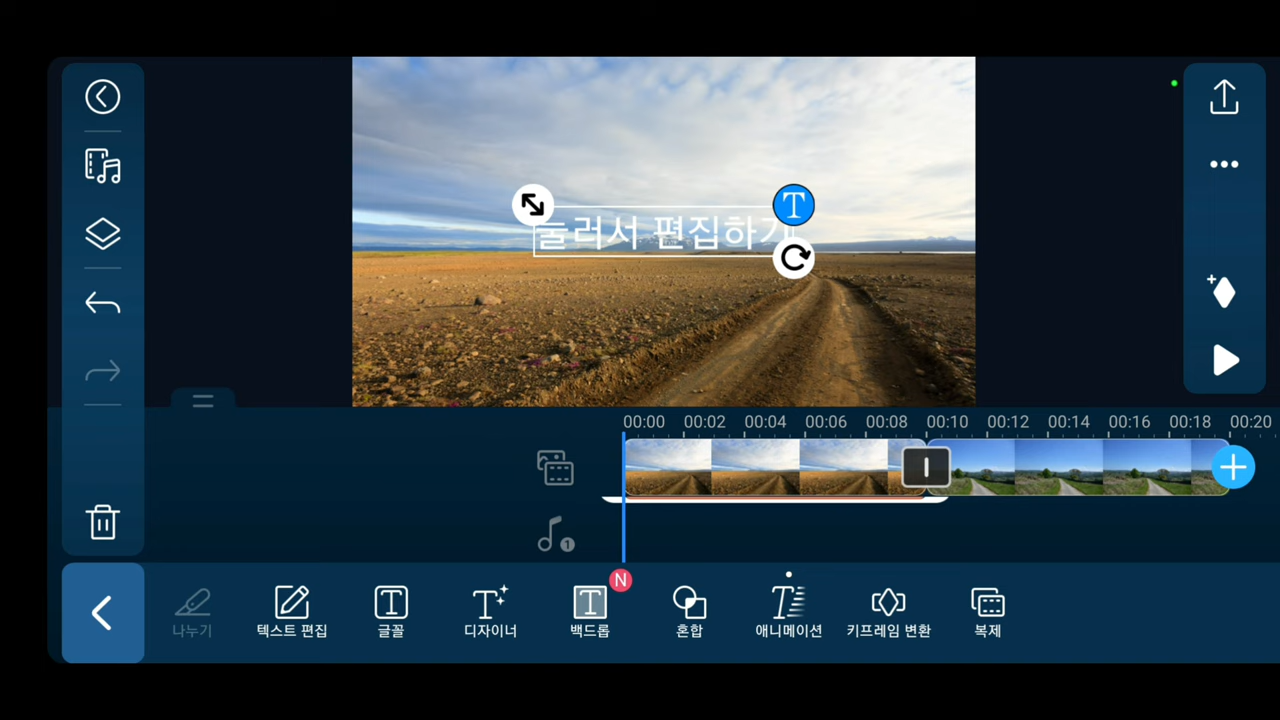 눌러서 편집하기
00:00 00:02 00:04 00:06 00:08 00:10 00:12 00:14 00:16 00:18 00:20
1
N
나누기 텍스트 편집 글꼴 디자이너 백드롭 혼합 애니메이션 키프레임 변환 복제